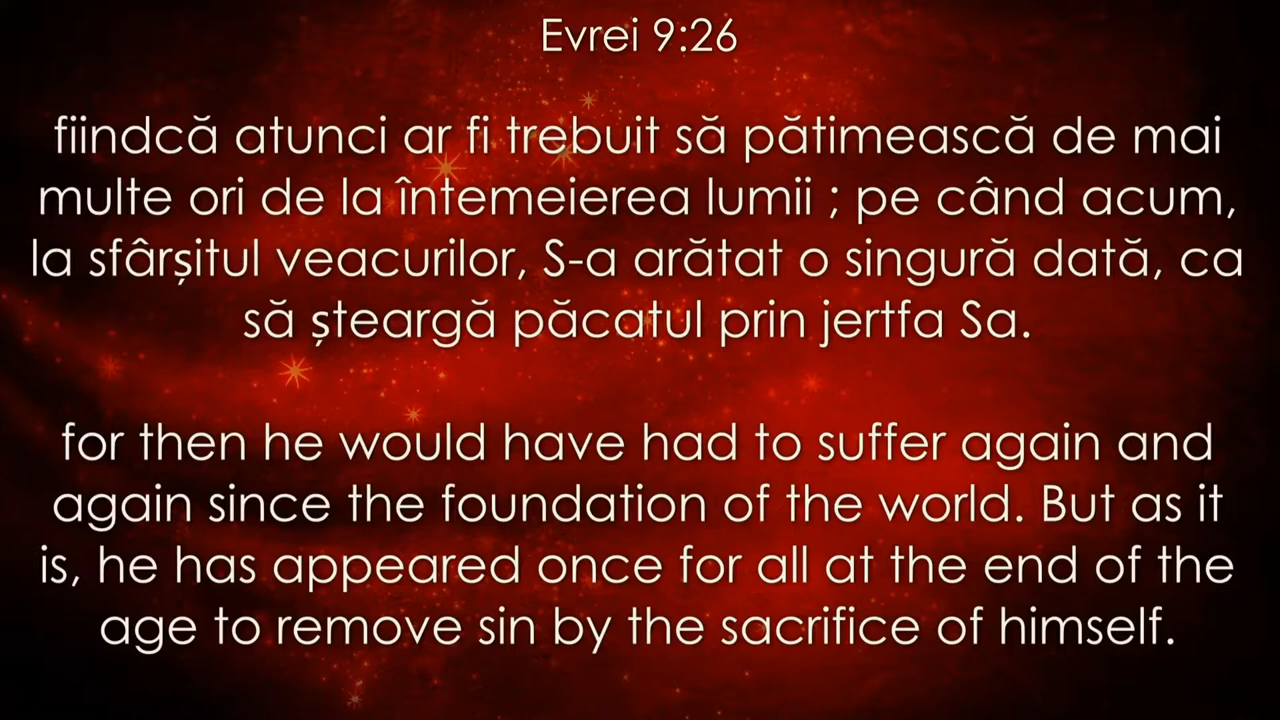 Evrei 9:26
fiindcă atunci ar fi trebuit să pătimească de mai
multe ori de la întemeierea lumii ; pe când acum,
la sfârșitul veacurilor, S-a arătat o singură dată, ca
să șteargă păcatul prin jertfa Sa.
for then he would have had to suffer again and
again since the foundation of the world. But as it
is, he has appeared once for all at the end of the
age to remove sin by the sacrifice of himself.